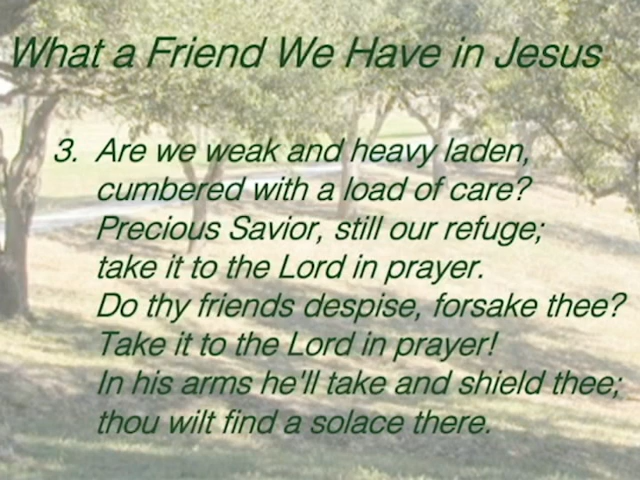 What a Friend We Have in Jesus
3. Are we weak and heavy laden,
cumbered with a load of care?
Precious Savior, still our refuge;
take it to the Lord in prayer.
Do thy friends despise, forsake thee?
Take it to the Lord in prayer!
In his arms he'll take and shield thee;
thou wilt find a solace there.